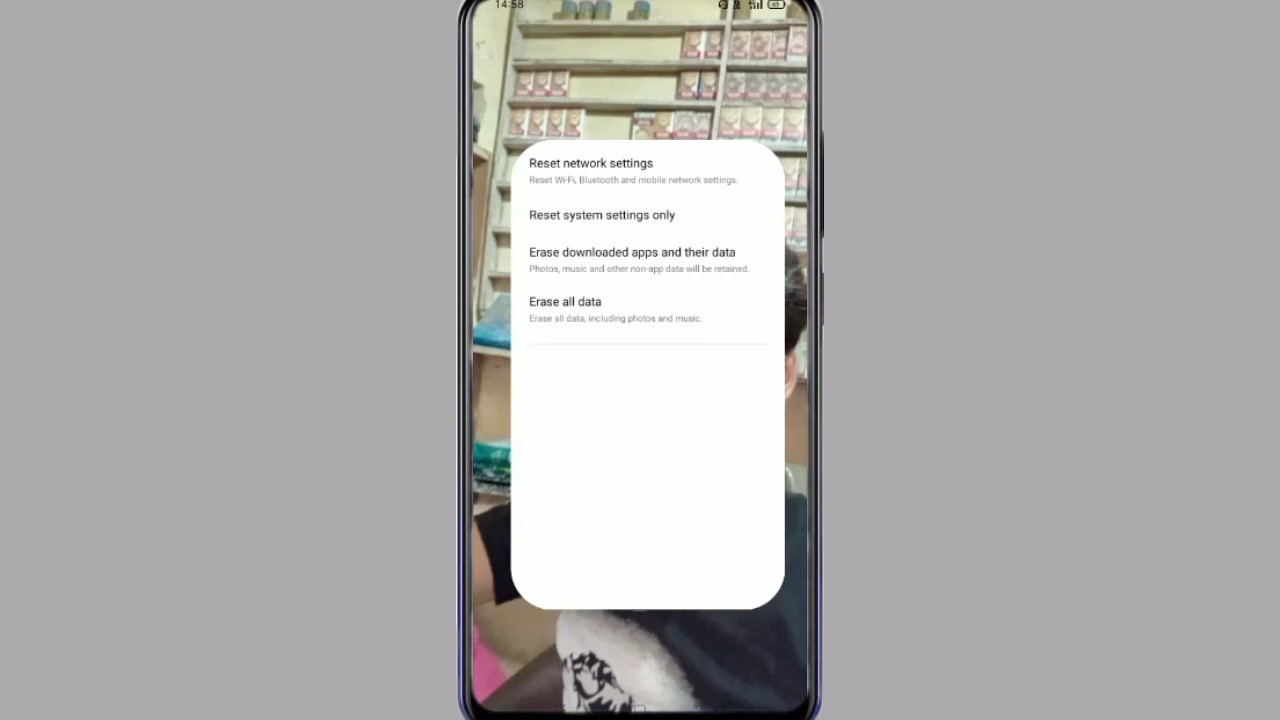 14:58
Reset network settings
Reset Wi-Fi, Bluetooth and mobile network settings.
Reset system settings only
Erase downloaded apps and their data
Photos, music and other non-app data will be retained.
Erase all data
Erase all data, including photos and music.